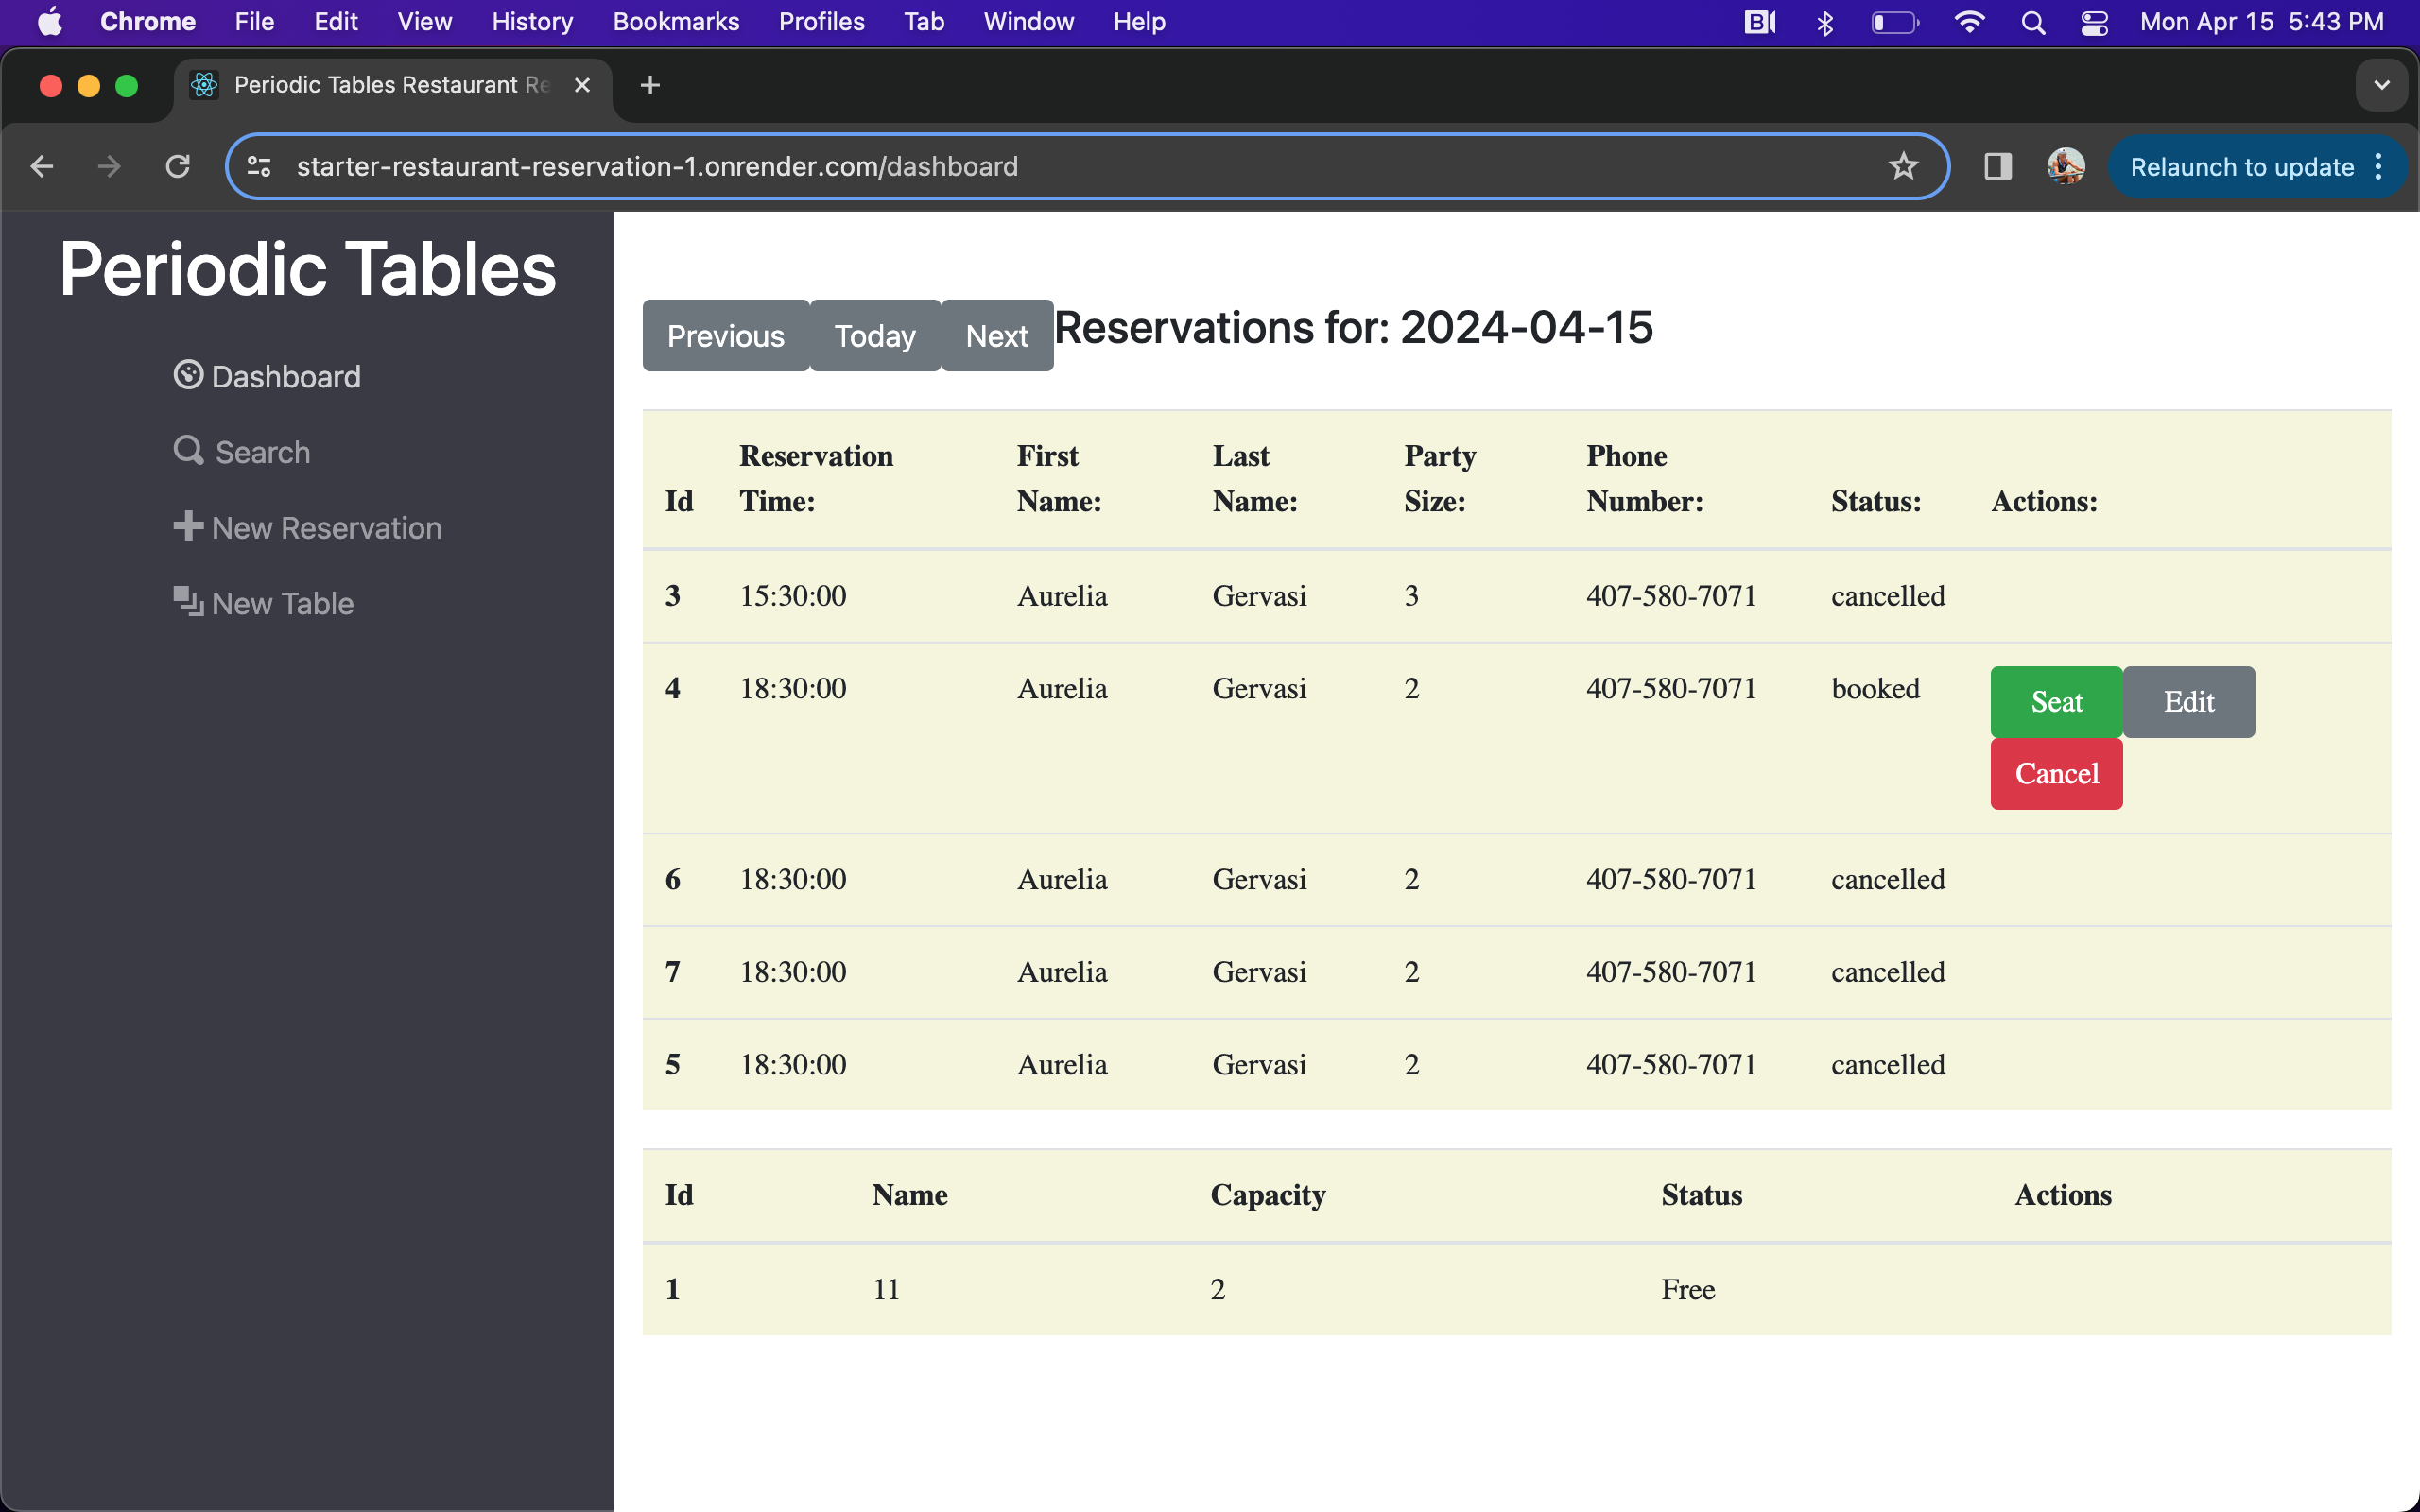 Chrome File Edit View History Bookmarks Profiles Tab Window Help Mon Apr 15 5:43 PM
Periodic Tables Restaurant Re
starter-restaurant-reservation-1.onrender.com/dashboard Relaunch to update
Periodic Tables
Dashboard
Search
New Reservation
New Table
Previous Today Next Reservations for: 2024-04-15
Id Reservation Time: First Name: Last Name: Party Size: Phone Number: Status: Actions:
3 15:30:00 Aurelia Gervasi 3 407-580-7071 cancelled
4 18:30:00 Aurelia Gervasi 2 407-580-7071 booked Seat Edit
Cancel
6 18:30:00 Aurelia Gervasi 2 407-580-7071 cancelled
7 18:30:00 Aurelia Gervasi 2 407-580-7071 cancelled
5 18:30:00 Aurelia Gervasi 2 407-580-7071 cancelled
Id Name Capacity Status Actions
1 11 2 Free